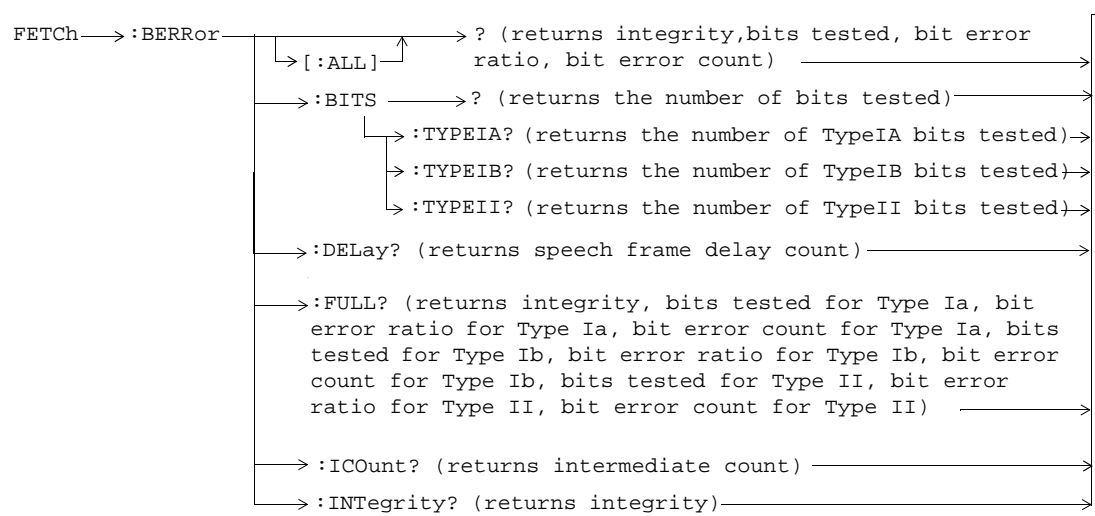 FETCh :BERRor ? (returns integrity,bits tested, bit error
[:ALL] ratio, bit error count)
:BITS ? (returns the number of bits tested)
:TYPEIA? (returns the number of TypeIA bits tested)
:TYPEIB? (returns the number of TypeIB bits tested)
:TYPEII? (returns the number of TypeII bits tested)
:DELay? (returns speech frame delay count)
:FULL? (returns integrity, bits tested for Type Ia, bit
error ratio for Type Ia, bit error count for Type Ia, bits
tested for Type Ib, bit error ratio for Type Ib, bit error
count for Type Ib, bits tested for Type II, bit error
ratio for Type II, bit error count for Type II)
:ICOunt? (returns intermediate count)
:INTegrity? (returns integrity)